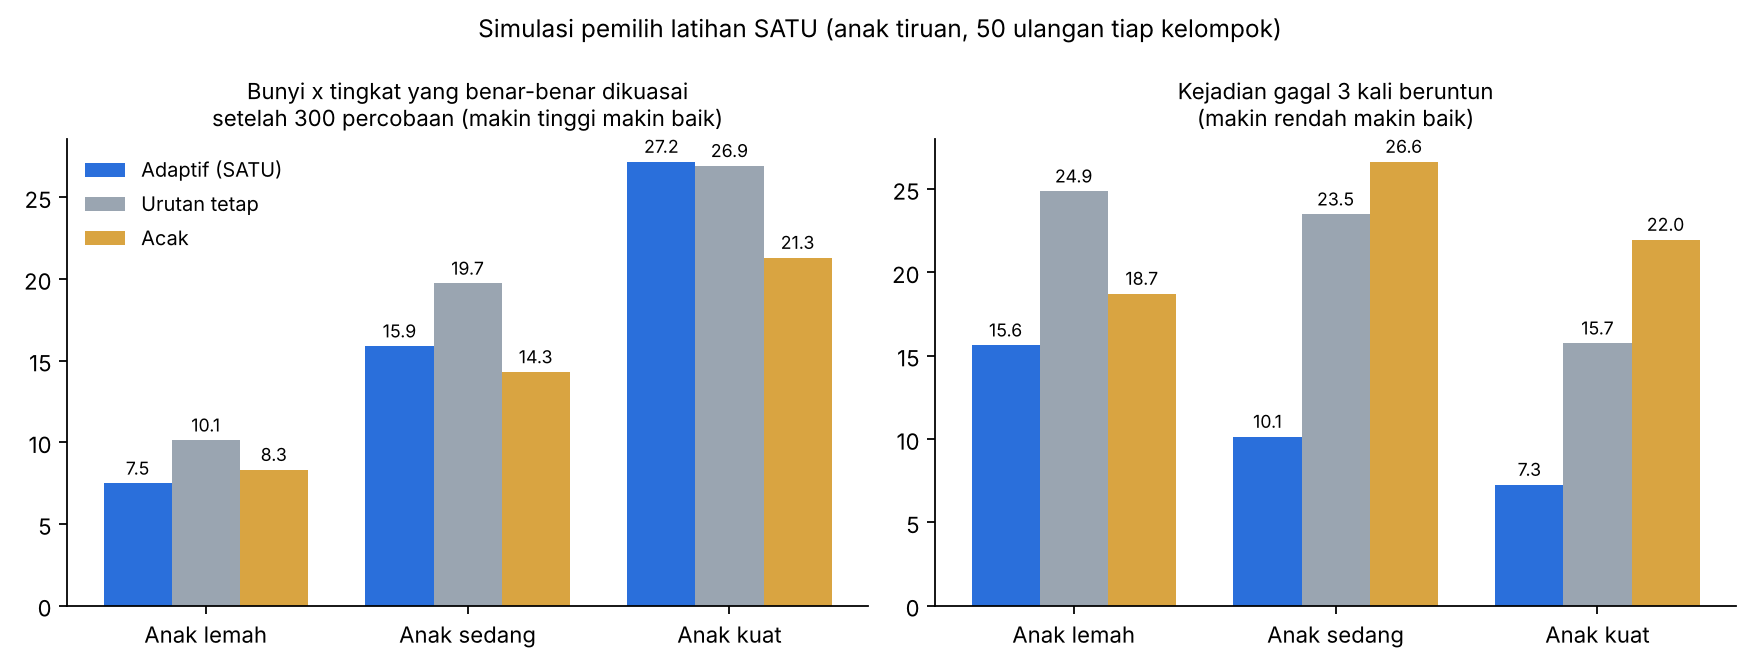 Simulasi pemilih latihan SATU (anak tiruan, 50 ulangan tiap kelompok)
Bunyi x tingkat yang benar-benar dikuasai
setelah 300 percobaan (makin tinggi makin baik)
Adaptif (SATU)
Urutan tetap
Acak
25
20
15
10
5
0
7.5
10.1
8.3
15.9
19.7
14.3
27.2
26.9
21.3
Anak lemah
Anak sedang
Anak kuat
Kejadian gagal 3 kali beruntun
(makin rendah makin baik)
25
20
15
10
5
0
15.6
24.9
18.7
10.1
23.5
26.6
7.3
15.7
22.0
Anak lemah
Anak sedang
Anak kuat